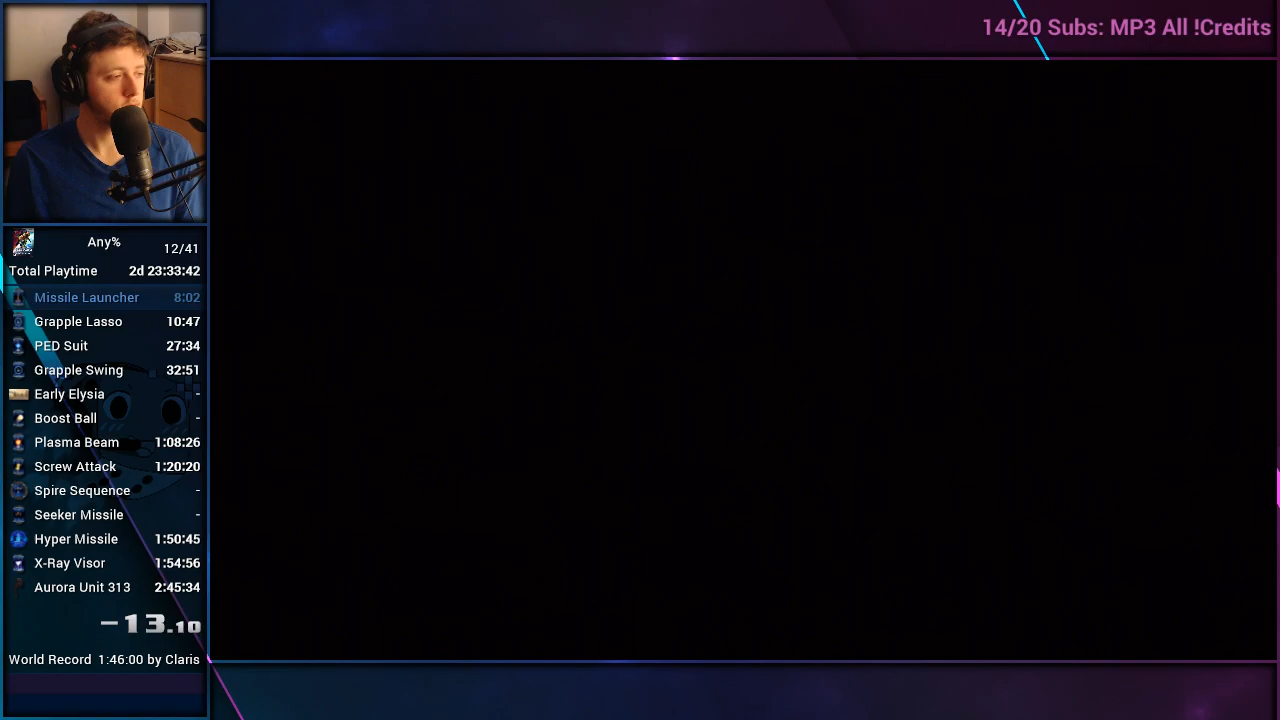 14/20 Subs: MP3 All !Credits
Any%
12/41
Total Playtime 2d 23:33:42
Missile Launcher 8:02
Grapple Lasso 10:47
PED Suit 27:34
Grapple Swing 32:51
Early Elysia -
Boost Ball -
Plasma Beam 1:08:26
Screw Attack 1:20:20
Spire Sequence -
Seeker Missile -
Hyper Missile 1:50:45
X-Ray Visor 1:54:56
Aurora Unit 313 2:45:34
-13.10
World Record 1:46:00 by Claris